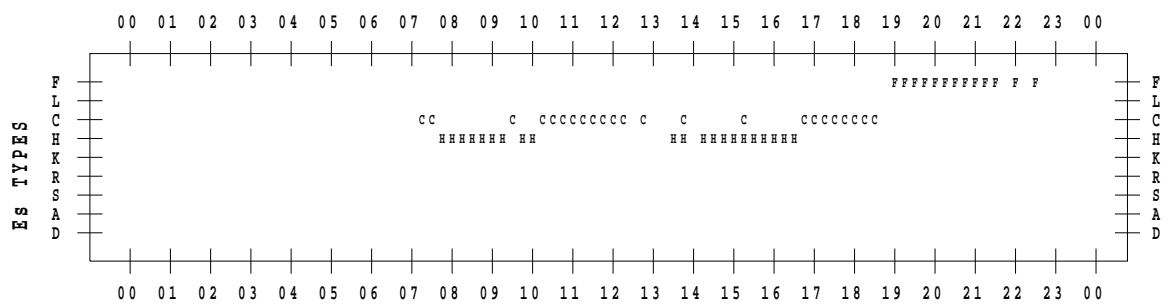 00 01 02 03 04 05 06 07 08 09 10 11 12 13 14 15 16 17 18 19 20 21 22 23 00
F FFFFFFFFFFF F F F
L L
C CC C CCCCCCCCC C C C CCCCCCCC C
H HHHHHHH HH HH HHHHHHHHHH H
K K
R R
S S
A A
D D
Es TYPES
00 01 02 03 04 05 06 07 08 09 10 11 12 13 14 15 16 17 18 19 20 21 22 23 00